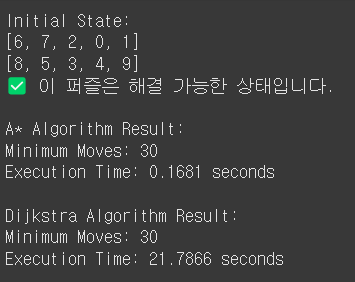 Initial State:
[6, 7, 2, 0, 1]
[8, 5, 3, 4, 9]
✅ 이 퍼즐은 해결 가능한 상태입니다.
A* Algorithm Result:
Minimum Moves: 30
Execution Time: 0.1681 seconds
Dijkstra Algorithm Result:
Minimum Moves: 30
Execution Time: 21.7866 seconds